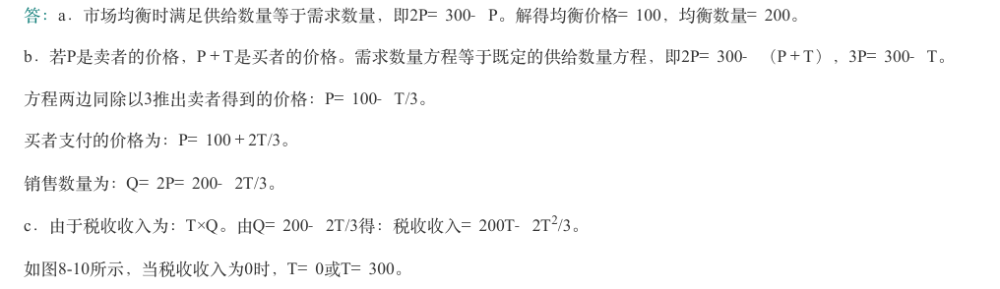 答：a．市场均衡时满足供给数量等于需求数量，即2P= 300- P。解得均衡价格= 100，均衡数量= 200。
b．若P是卖者的价格，P+T是买者的价格。需求数量方程等于既定的供给数量方程，即2P= 300- （P+T），3P= 300- T。
方程两边同除以3推出卖者得到的价格：P= 100- T/3。
买者支付的价格为：P= 100+2T/3。
销售数量为：Q= 2P= 200- 2T/3。
c．由于税收收入为：T×Q。由Q= 200- 2T/3得：税收收入= 200T- 2T²/3。
如图8-10所示，当税收收入为0时，T= 0或T= 300。